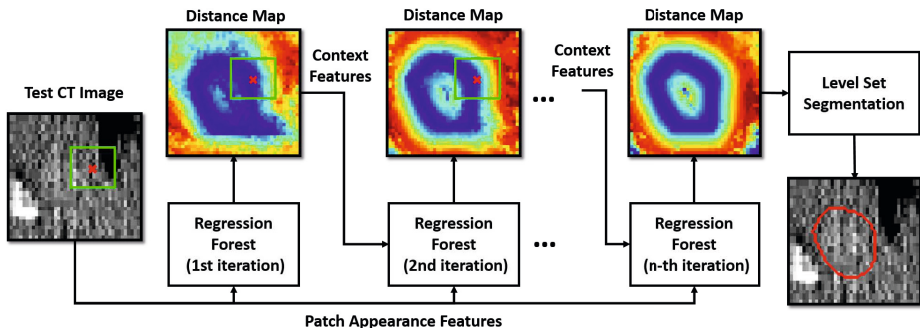 Distance Map
Distance Map
Distance Map
Context
Features
Context
Features
Test CT Image
Level Set
Segmentation
...
Regression
Forest
(1st iteration)
Regression
Forest
(2nd iteration)
...
Regression
Forest
(n-th iteration)
Patch Appearance Features